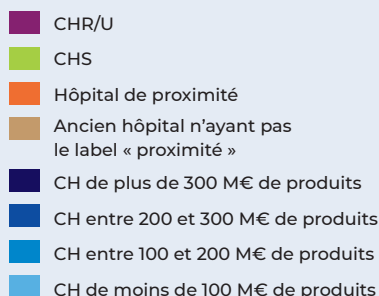 CHR/U
CHS
Hôpital de proximité
Ancien hôpital n'ayant pas
le label « proximité »
CH de plus de 300 M€ de produits
CH entre 200 et 300 M€ de produits
CH entre 100 et 200 M€ de produits
CH de moins de 100 M€ de produits